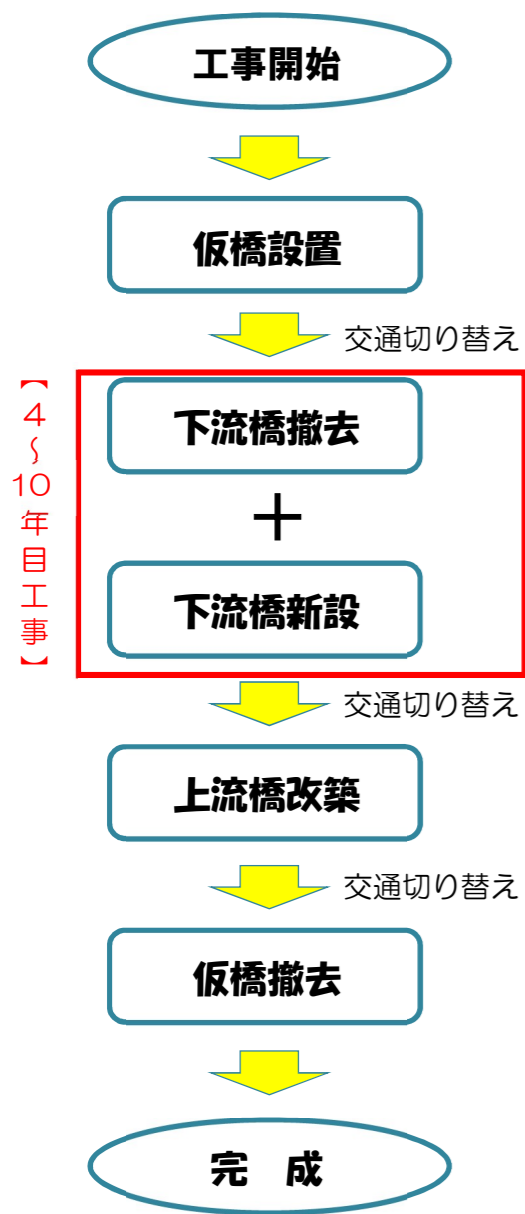 工事開始
仮橋設置
交通切り替え
【4～10年目工事】
下流橋撤去
＋
下流橋新設
交通切り替え
上流橋改築
交通切り替え
仮橋撤去
完　成